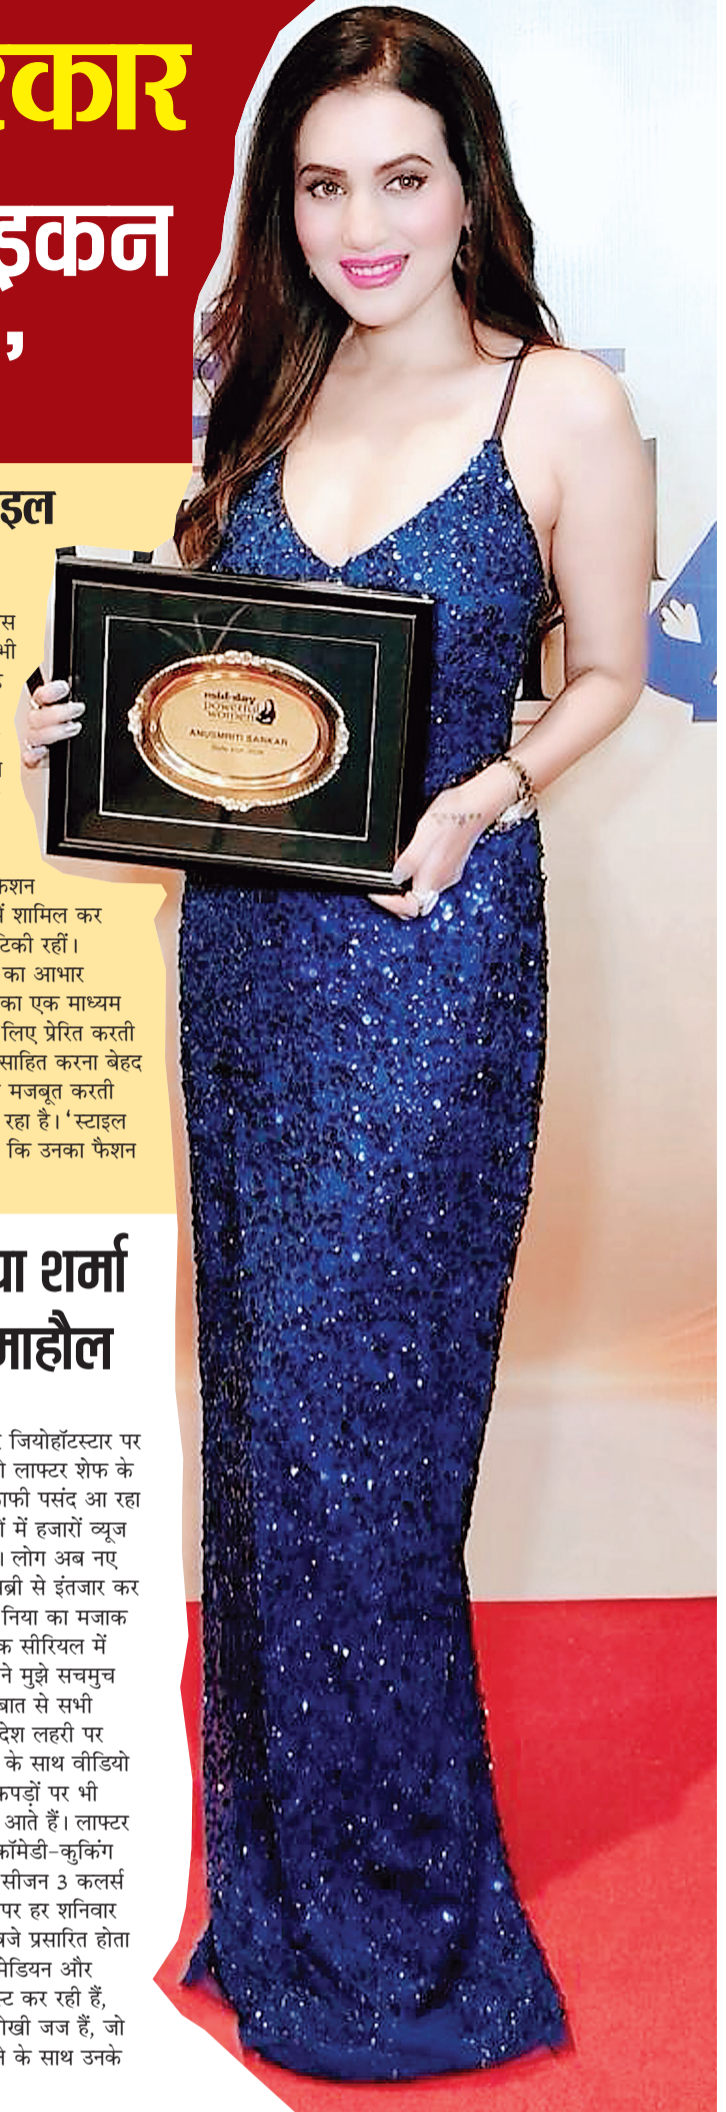 रकार
इकन
’
इल
स
भी
कशन
में शामिल कर
टिकी रहीं।
का आभार
का एक माध्यम
लिए प्रेरित करती
साहित करना बेहद
मजबूत करती
रहा है। ‘स्टाइल
कि उनका फैशन
mid-day
powerful
women
ANUSMRITI SARKAR
या शर्मा
माहौल
जियोहॉटस्टार पर
लाफ्टर शेफ के
काफी पसंद आ रहा
में हजारों व्यूज
। लोग अब नए
ब्री से इंतजार कर
निया का मजाक
क सीरियल में
ने मुझे सचमुच
बात से सभी
देश लहरी पर
के साथ वीडियो
कपड़ों पर भी
आते हैं। लाफ्टर
कॉमेडी-कुकिंग
सीजन 3 कलर्स
पर हर शनिवार
बजे प्रसारित होता
मेडियन और
स्ट कर रही हैं,
ोखी जज हैं, जो
ने के साथ उनके